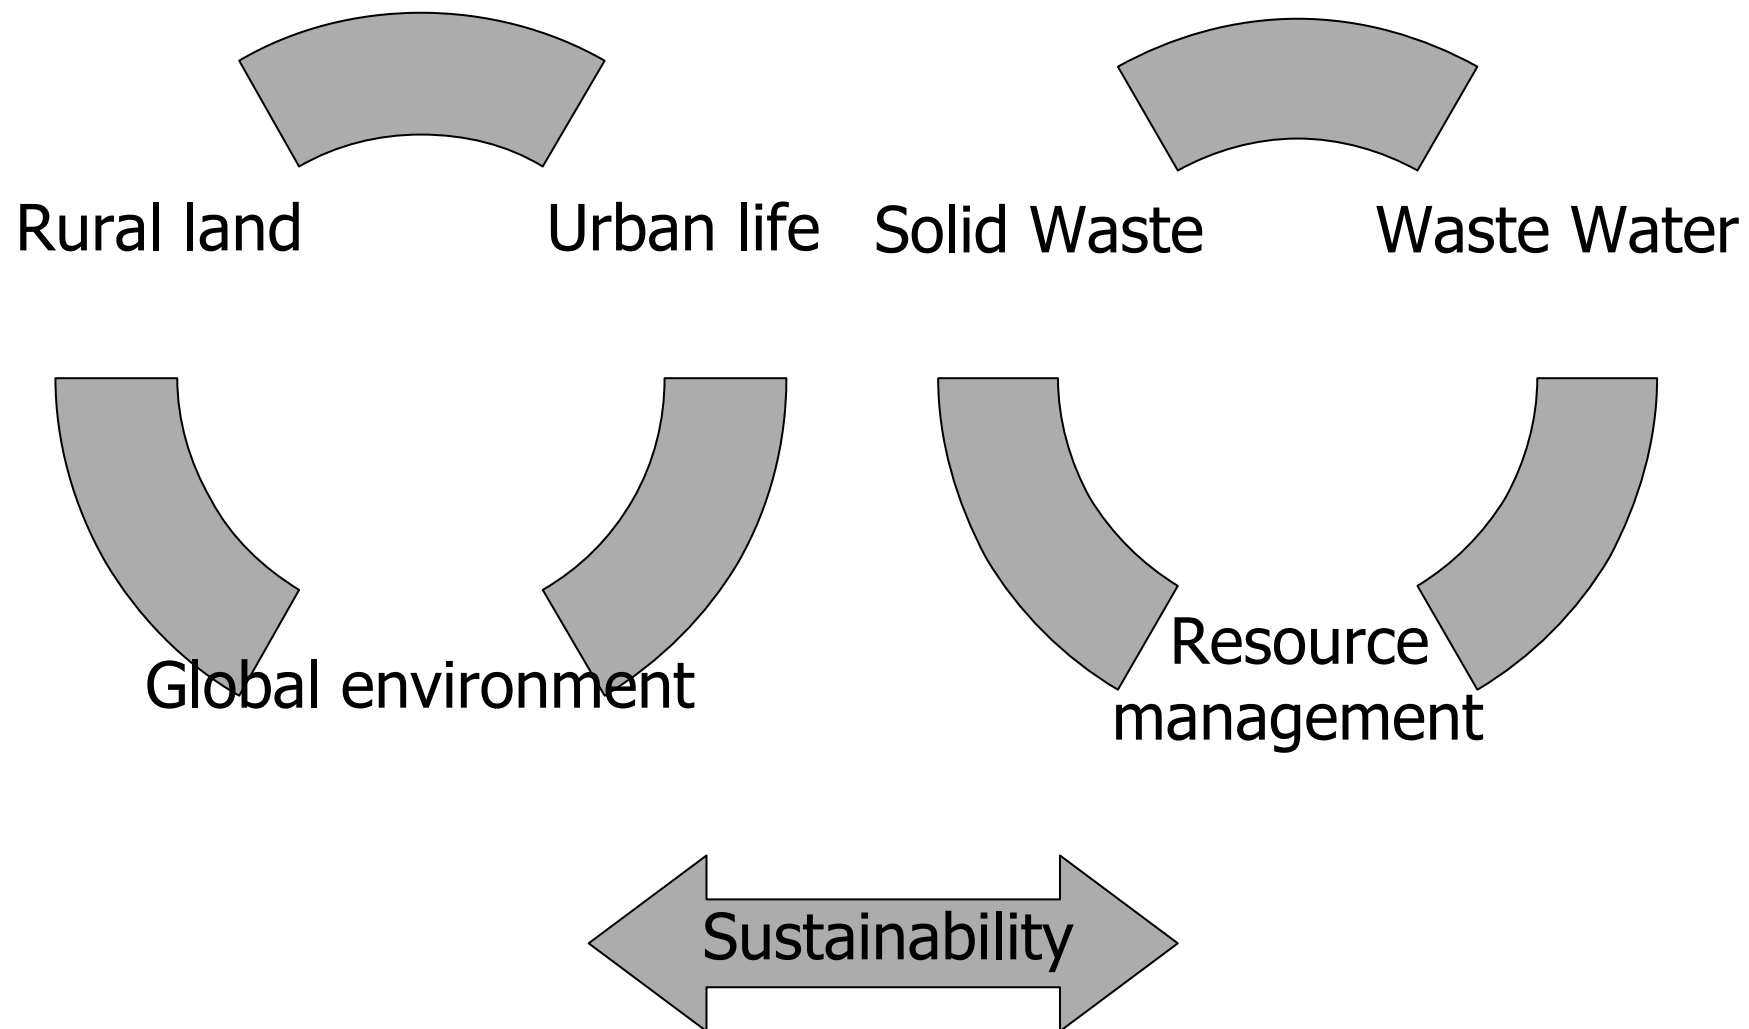 Rural land
Urban life
Solid Waste
Waste Water
Global environment
Resource
management
Sustainability